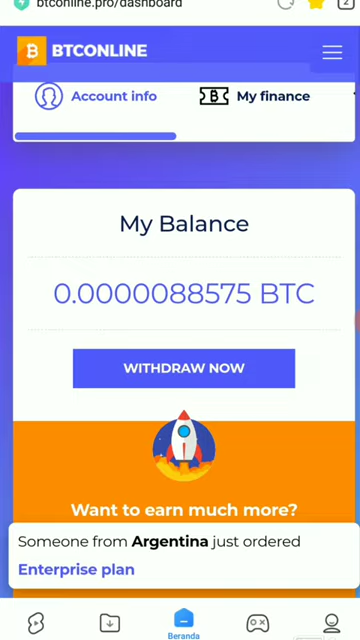 btconline.pro/dashboard
2
BTCONLINE
Account info
My finance
My Balance
0.0000088575 BTC
WITHDRAW NOW
Want to earn much more?
Someone from Argentina just ordered
Enterprise plan
Beranda